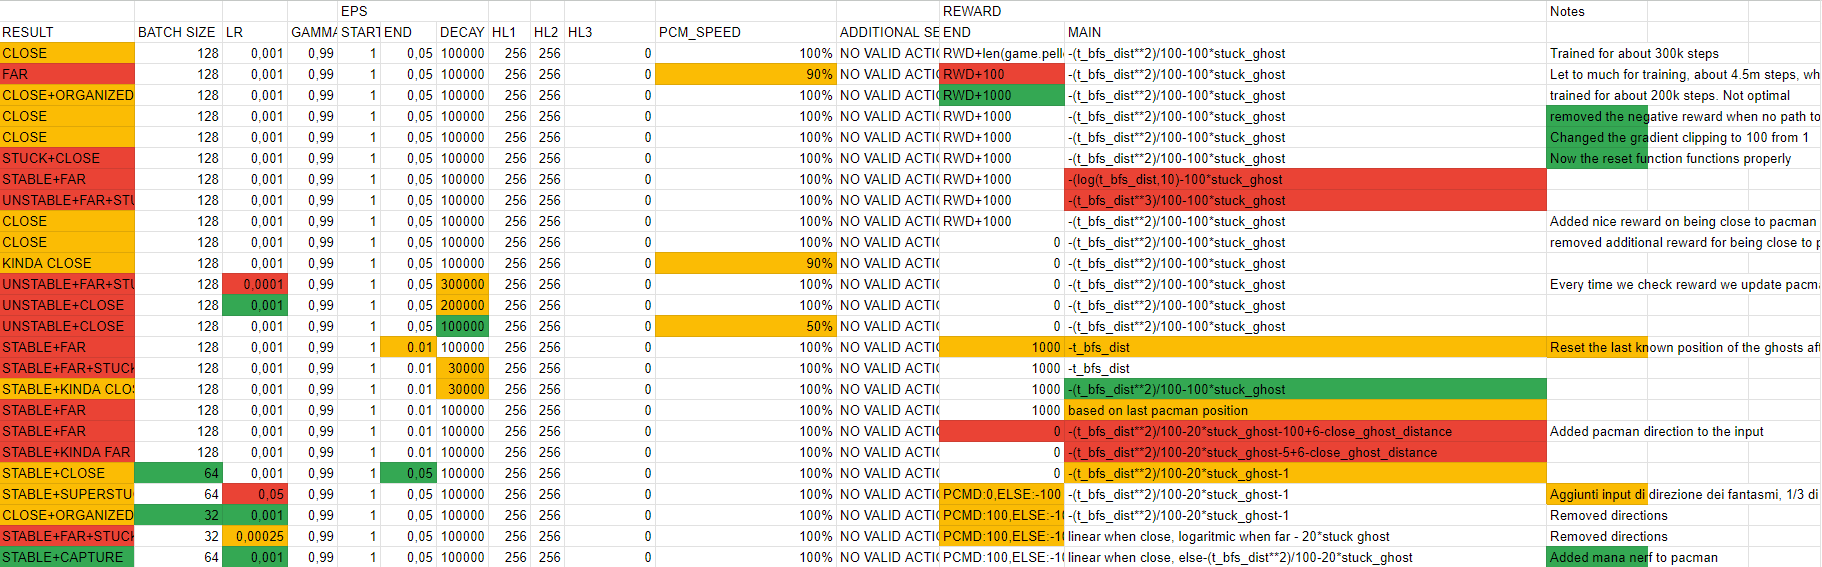 EPS REWARD Notes
RESULT BATCH SIZE LR GAMMA START END DECAY HL1 HL2 HL3 PCM_SPEED ADDITIONAL SE END MAIN
CLOSE 128 0,001 0,99 1 0,05 100000 256 256 0 100% NO VALID ACTIO RWD+len(game.pelle -(t_bfs_dist**2)/100-100*stuck_ghost Trained for about 300k steps
FAR 128 0,001 0,99 1 0,05 100000 256 256 0 90% NO VALID ACTIO RWD+100 -(t_bfs_dist**2)/100-100*stuck_ghost Let to much for training, about 4.5m steps, wh
CLOSE+ORGANIZED 128 0,001 0,99 1 0,05 100000 256 256 0 100% NO VALID ACTIO RWD+1000 -(t_bfs_dist**2)/100-100*stuck_ghost trained for about 200k steps. Not optimal
CLOSE 128 0,001 0,99 1 0,05 100000 256 256 0 100% NO VALID ACTIO RWD+1000 -(t_bfs_dist**2)/100-100*stuck_ghost removed the negative reward when no path to
CLOSE 128 0,001 0,99 1 0,05 100000 256 256 0 100% NO VALID ACTIO RWD+1000 -(t_bfs_dist**2)/100-100*stuck_ghost Changed the gradient clipping to 100 from 1
STUCK+CLOSE 128 0,001 0,99 1 0,05 100000 256 256 0 100% NO VALID ACTIO RWD+1000 -(t_bfs_dist**2)/100-100*stuck_ghost Now the reset function functions properly
STABLE+FAR 128 0,001 0,99 1 0,05 100000 256 256 0 100% NO VALID ACTIO RWD+1000 -(log(t_bfs_dist,10)-100*stuck_ghost
UNSTABLE+FAR+STU 128 0,001 0,99 1 0,05 100000 256 256 0 100% NO VALID ACTIO RWD+1000 -(t_bfs_dist**3)/100-100*stuck_ghost
CLOSE 128 0,001 0,99 1 0,05 100000 256 256 0 100% NO VALID ACTIO RWD+1000 -(t_bfs_dist**2)/100-100*stuck_ghost Added nice reward on being close to pacman
CLOSE 128 0,001 0,99 1 0,05 100000 256 256 0 100% NO VALID ACTIO 0 -(t_bfs_dist**2)/100-100*stuck_ghost removed additional reward for being close to p
KINDA CLOSE 128 0,001 0,99 1 0,05 100000 256 256 0 90% NO VALID ACTIO 0 -(t_bfs_dist**2)/100-100*stuck_ghost
UNSTABLE+FAR+STU 128 0,0001 0,99 1 0,05 300000 256 256 0 100% NO VALID ACTIO 0 -(t_bfs_dist**2)/100-100*stuck_ghost Every time we check reward we update pacma
UNSTABLE+CLOSE 128 0,001 0,99 1 0,05 200000 256 256 0 100% NO VALID ACTIO 0 -(t_bfs_dist**2)/100-100*stuck_ghost
UNSTABLE+CLOSE 128 0,001 0,99 1 0,05 100000 256 256 0 50% NO VALID ACTIO 0 -(t_bfs_dist**2)/100-100*stuck_ghost
STABLE+FAR 128 0,001 0,99 1 0.01 100000 256 256 0 100% NO VALID ACTIO 1000 -t_bfs_dist Reset the last known position of the ghosts aft
STABLE+FAR+STUCK 128 0,001 0,99 1 0.01 30000 256 256 0 100% NO VALID ACTIO 1000 -t_bfs_dist
STABLE+KINDA CLOS 128 0,001 0,99 1 0.01 30000 256 256 0 100% NO VALID ACTIO 1000 -(t_bfs_dist**2)/100-100*stuck_ghost
STABLE+FAR 128 0,001 0,99 1 0.01 100000 256 256 0 100% NO VALID ACTIO 1000 based on last pacman position
STABLE+FAR 128 0,001 0,99 1 0.01 100000 256 256 0 100% NO VALID ACTIO 0 -(t_bfs_dist**2)/100-20*stuck_ghost-100+6-close_ghost_distance Added pacman direction to the input
STABLE+KINDA FAR 128 0,001 0,99 1 0.01 100000 256 256 0 100% NO VALID ACTIO 0 -(t_bfs_dist**2)/100-20*stuck_ghost-5+6-close_ghost_distance
STABLE+CLOSE 64 0,001 0,99 1 0,05 100000 256 256 0 100% NO VALID ACTIO 0 -(t_bfs_dist**2)/100-20*stuck_ghost-1
STABLE+SUPERSTU 64 0,05 0,99 1 0,05 100000 256 256 0 100% NO VALID ACTIO PCMD:0,ELSE:-100 -(t_bfs_dist**2)/100-20*stuck_ghost-1 Aggiunti input di direzione dei fantasmi, 1/3 di
CLOSE+ORGANIZED 32 0,001 0,99 1 0,05 100000 256 256 0 100% NO VALID ACTIO PCMD:100,ELSE:-10 -(t_bfs_dist**2)/100-20*stuck_ghost-1 Removed directions
STABLE+FAR+STUCK 32 0,00025 0,99 1 0,05 100000 256 256 0 100% NO VALID ACTIO PCMD:100,ELSE:-10 linear when close, logaritmic when far - 20*stuck ghost Removed directions
STABLE+CAPTURE 64 0,001 0,99 1 0,05 100000 256 256 0 100% NO VALID ACTIO PCMD:100,ELSE:-10 linear when close, else-(t_bfs_dist**2)/100-20*stuck_ghost Added mana nerf to pacman